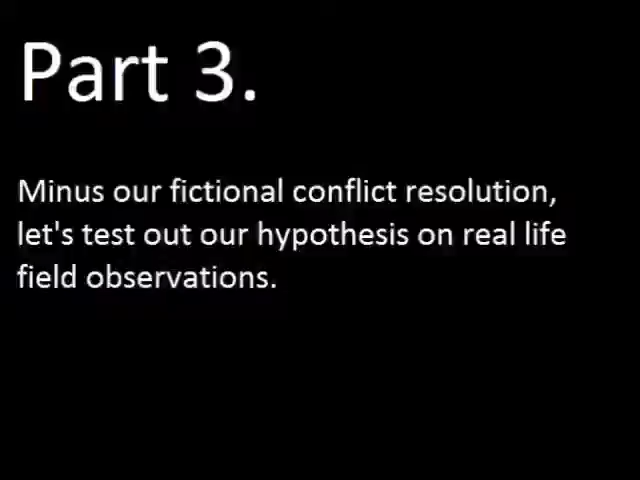 Part 3.
Minus our fictional conflict resolution,
let's test out our hypothesis on real life
field observations.